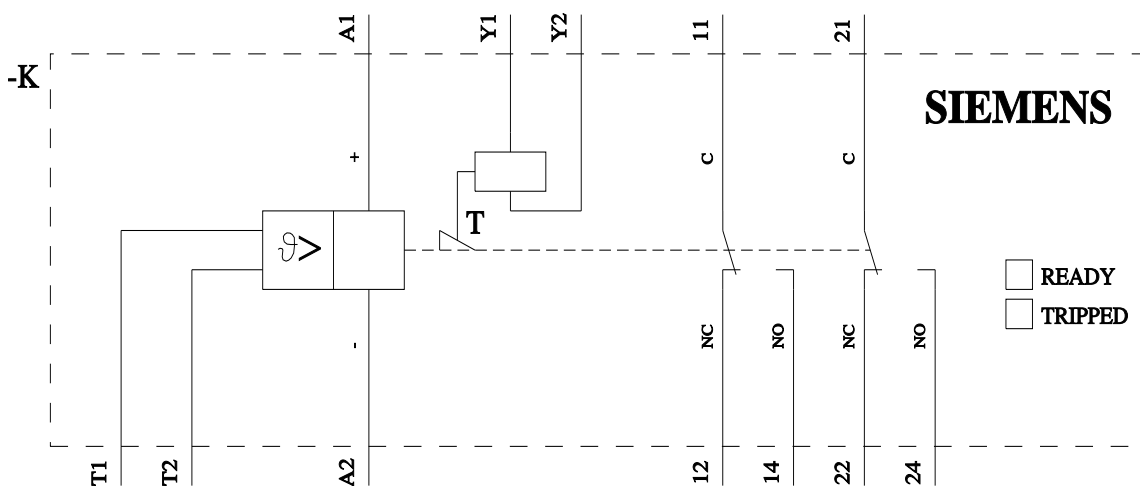 A1
Y1
Y2
11
21
-K
SIEMENS
+
C
C
T
ϑ>
READY
TRIPPED
-
NC
NO
NC
NO
T1
T2
A2
12
14
22
24